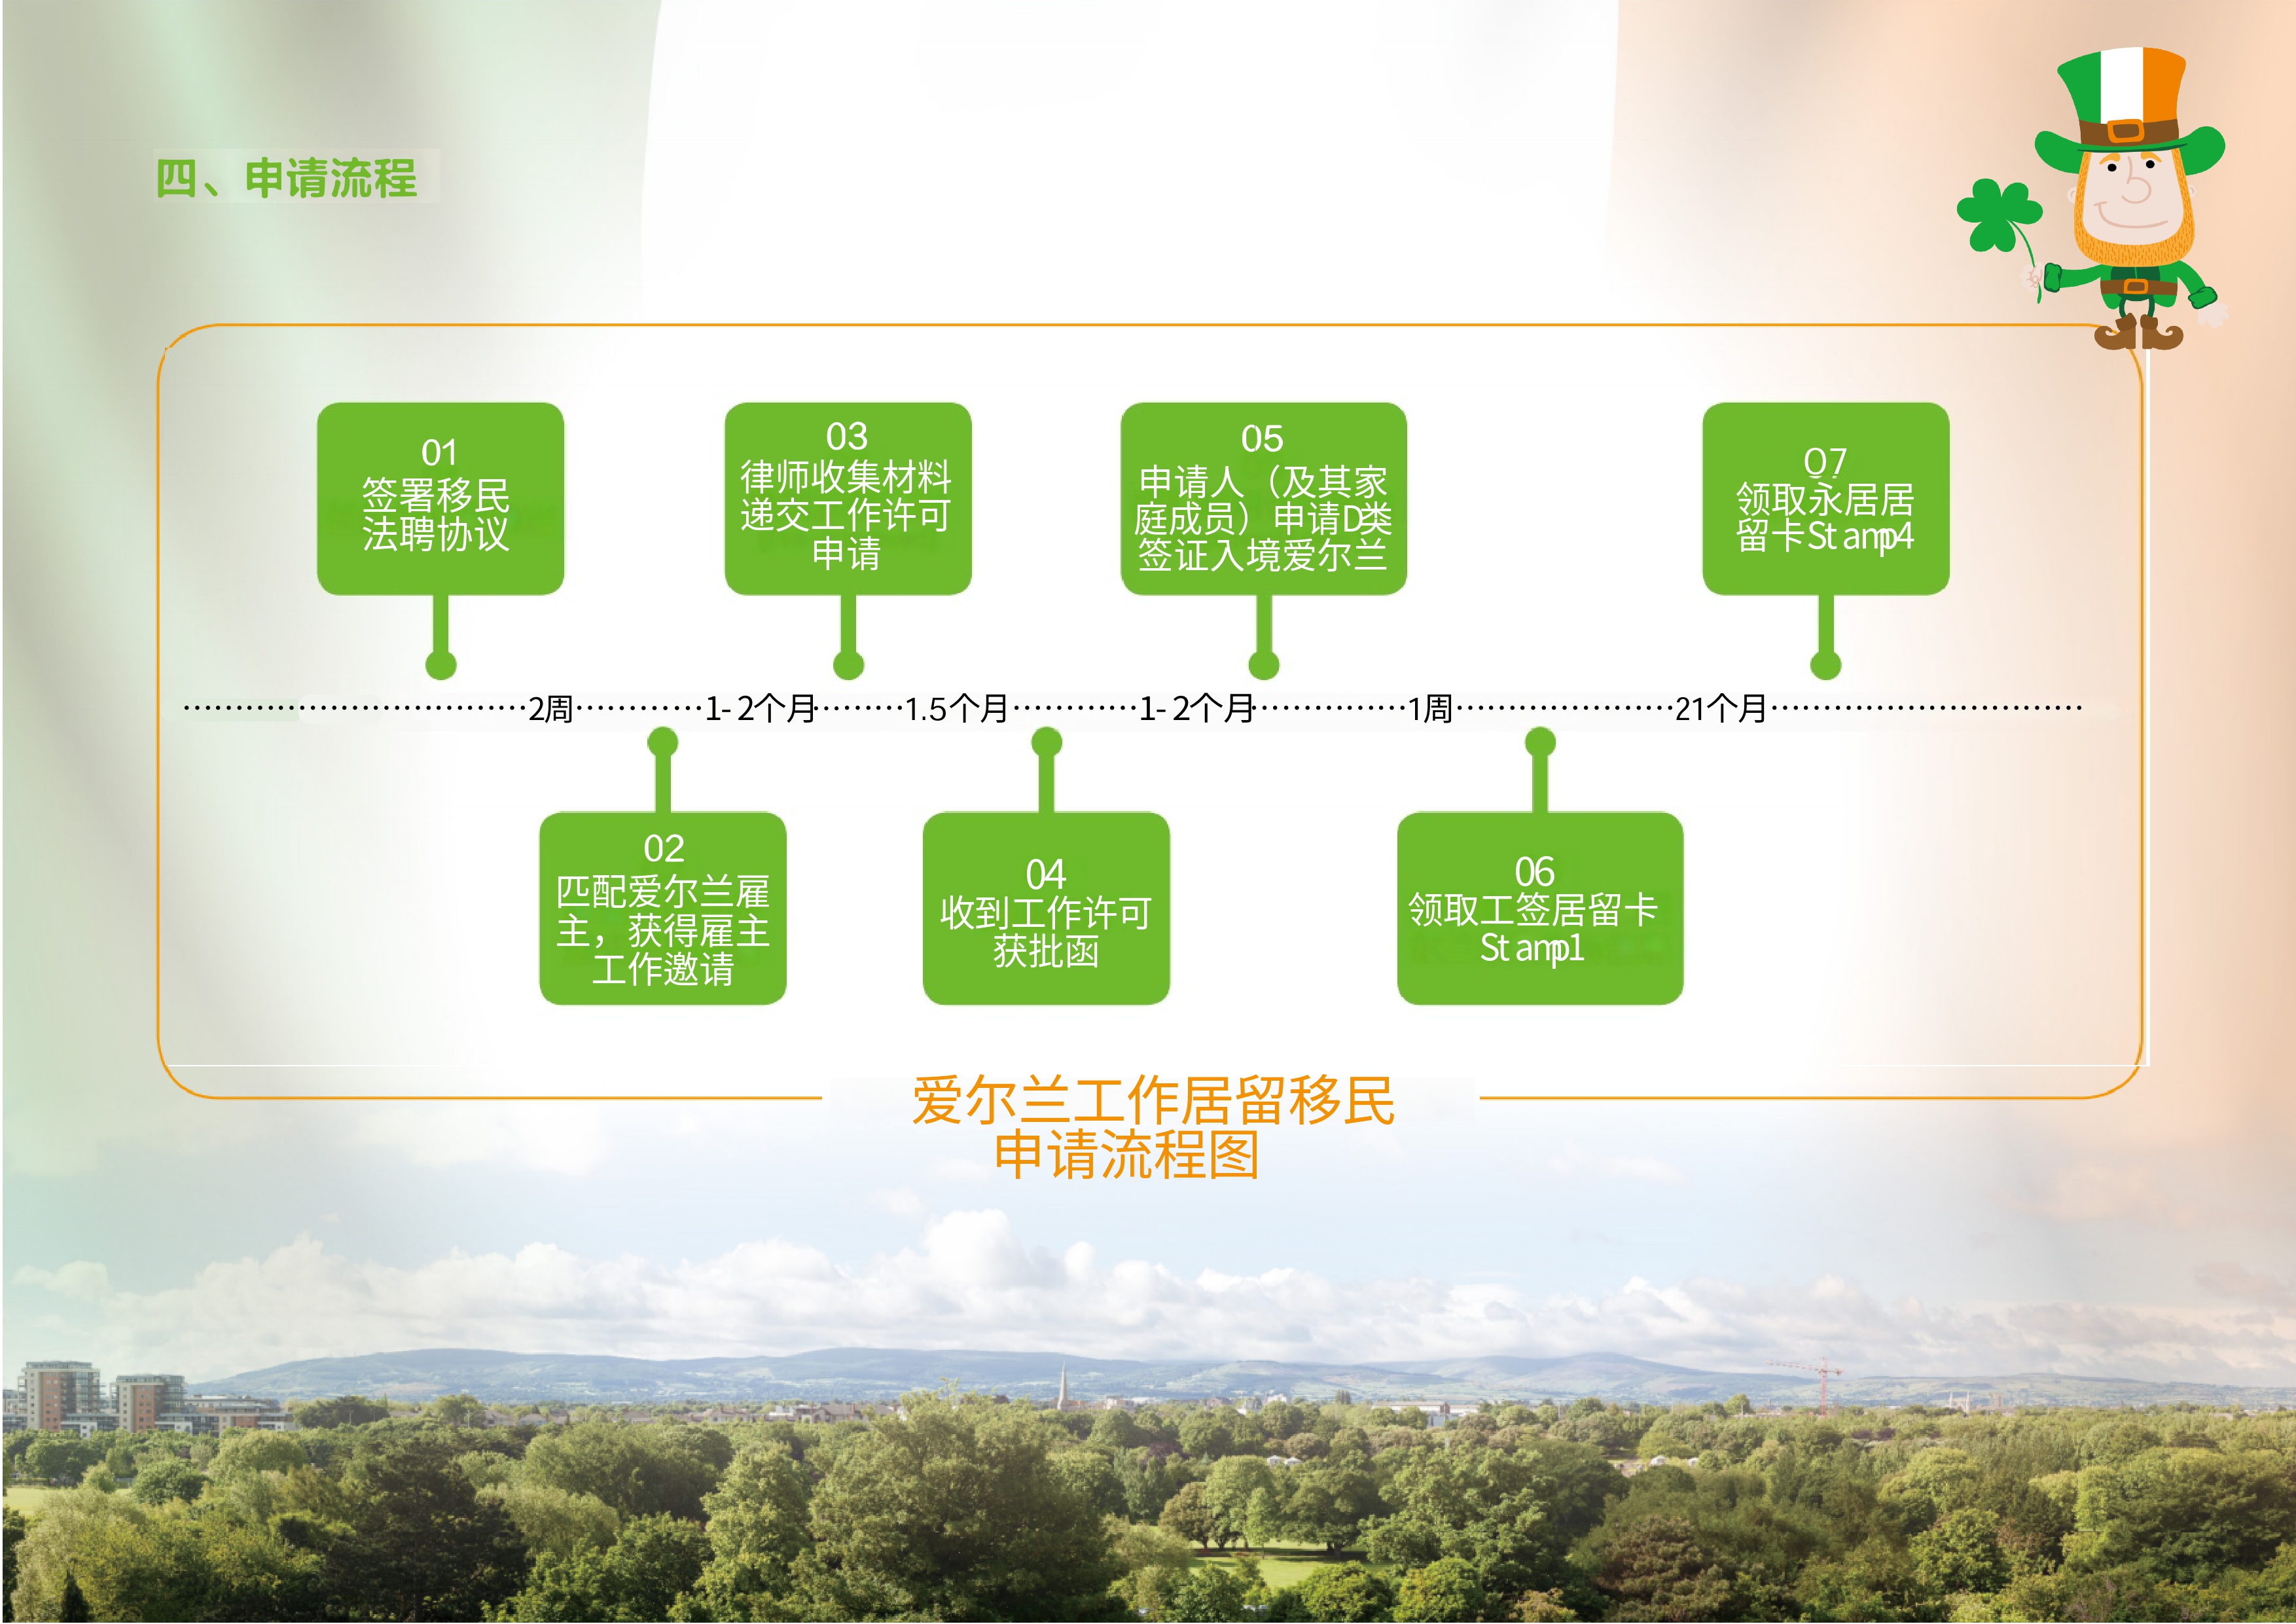 四、申请流程
01
签署移民
法聘协议
03
律师收集材料
递交工作许可
申请
05
申请人（及其家
庭成员）申请D类
签证入境爱尔兰
07
领取永居居
留卡Stamp4
2周 1-2个月 1.5个月 1-2个月 1周 21个月
02
匹配爱尔兰雇
主，获得雇主
工作邀请
04
收到工作许可
获批函
06
领取工签居留卡
Stamp1
爱尔兰工作居留移民
申请流程图